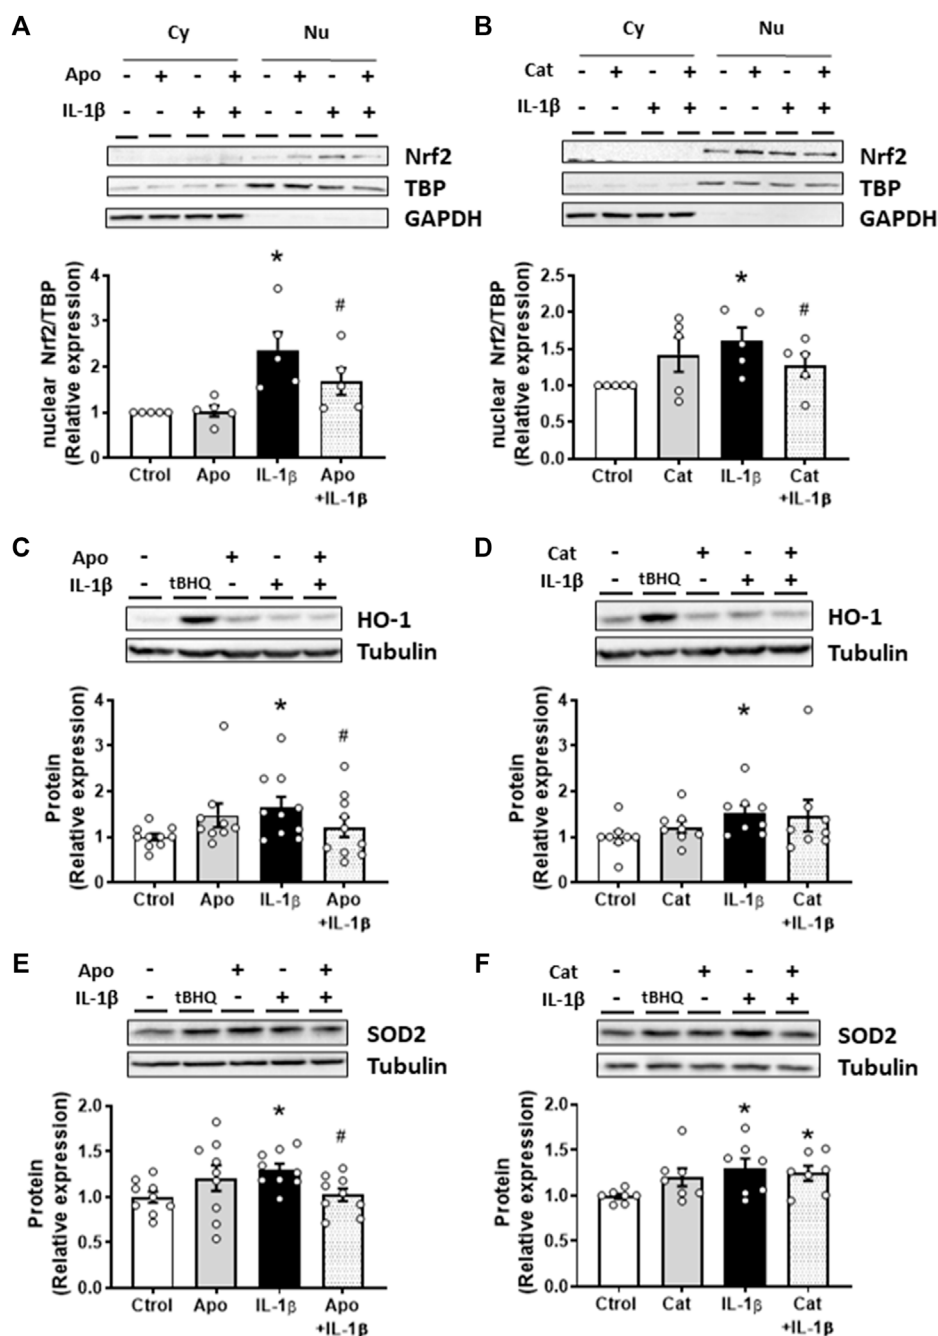 A
Cy Nu
Apo - + - + - + - +
IL-1β - - + + - - + +
Nrf2
TBP
GAPDH
nuclear Nrf2/TBP
(Relative expression)
4
3
2
1
0
*
#
Ctrol Apo IL-1β Apo
+IL-1β
B
Cy Nu
Cat - + - + - + - +
IL-1β - - + + - - + +
Nrf2
TBP
GAPDH
nuclear Nrf2/TBP
(Relative expression)
2.5
2.0
1.5
1.0
0.5
0.0
*
#
Ctrol Cat IL-1β Cat
+IL-1β
C
Apo - + - +
IL-1β - tBHQ - + +
HO-1
Tubulin
Protein
(Relative expression)
4
3
2
1
0
*
#
Ctrol Apo IL-1β Apo
+IL-1β
D
Cat - + - +
IL-1β - tBHQ - + +
HO-1
Tubulin
Protein
(Relative expression)
4
3
2
1
0
*
Ctrol Cat IL-1β Cat
+IL-1β
E
Apo - + - +
IL-1β - tBHQ - + +
SOD2
Tubulin
Protein
(Relative expression)
2.0
1.5
1.0
0.5
0.0
*
#
Ctrol Apo IL-1β Apo
+IL-1β
F
Cat - + - +
IL-1β - tBHQ - + +
SOD2
Tubulin
Protein
(Relative expression)
2.0
1.5
1.0
0.5
0.0
*
*
Ctrol Cat IL-1β Cat
+IL-1β